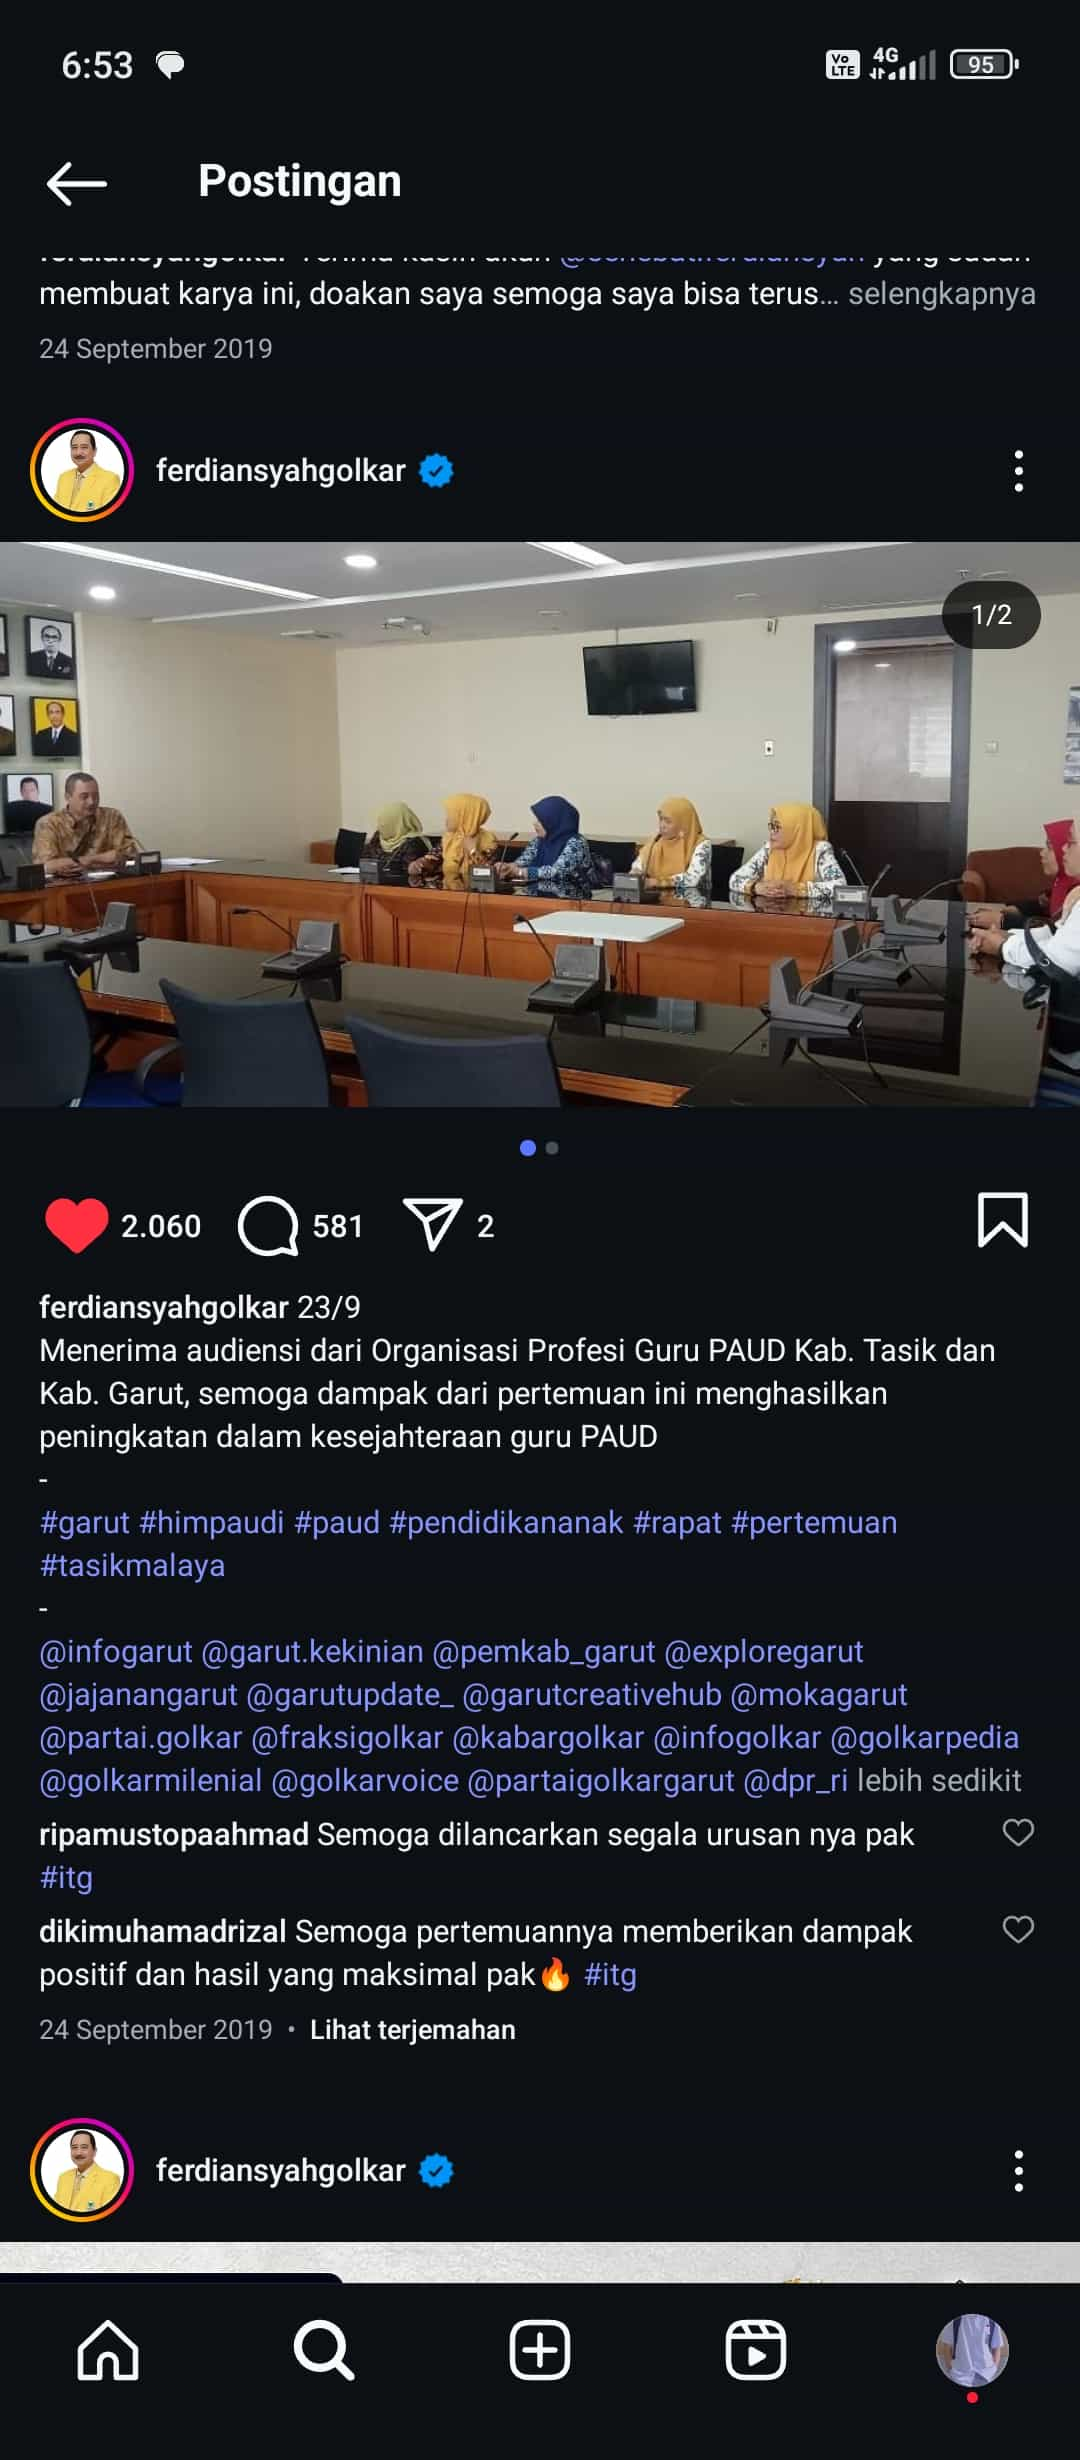 6:53
Vo LTE 4G 95
Postingan
membuat karya ini, doakan saya semoga saya bisa terus... selengkapnya
24 September 2019
ferdiansyahgolkar
1/2
2.060 581 2
ferdiansyahgolkar 23/9
Menerima audiensi dari Organisasi Profesi Guru PAUD Kab. Tasik dan
Kab. Garut, semoga dampak dari pertemuan ini menghasilkan
peningkatan dalam kesejahteraan guru PAUD
-
#garut #himpaudi #paud #pendidikananak #rapat #pertemuan
#tasikmalaya
-
@infogarut @garut.kekinian @pemkab_garut @exploregarut
@jajanangarut @garutupdate_ @garutcreativehub @mokagarut
@partai.golkar @fraksigolkar @kabargolkar @infogolkar @golkarpedia
@golkarmilenial @golkarvoice @partaigolkargarut @dpr_ri lebih sedikit
ripamustopaahmad Semoga dilancarkan segala urusan nya pak
#itg
dikimuhamadrizal Semoga pertemuannya memberikan dampak
positif dan hasil yang maksimal pak🔥 #itg
24 September 2019 • Lihat terjemahan
ferdiansyahgolkar